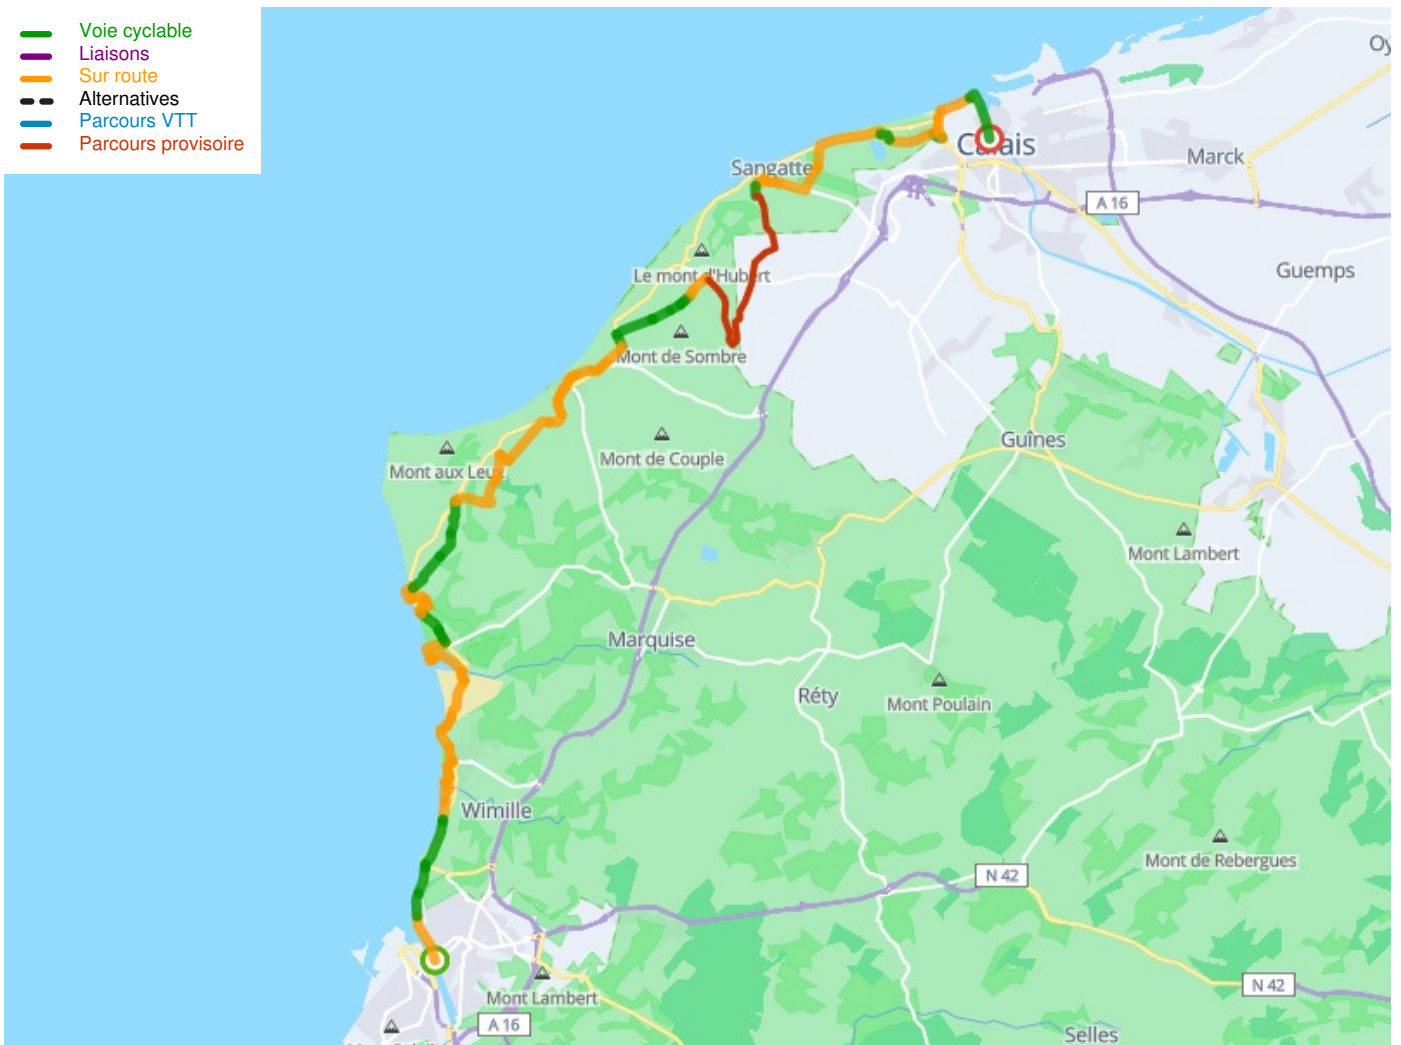 Voie cyclable
Liaisons
Sur route
Alternatives
Parcours VTT
Parcours provisoire
Oy
Calais
Marck
Sangatte
A 16
Guemps
Le mont d'Hubert
Mont de Sombre
Mont de Couple
Guînes
Mont aux Leux
Mont Lambert
Marquise
Réty
Mont Poulain
Wimille
Mont de Rebergues
N 42
N 42
Mont Lambert
A 16
Selles